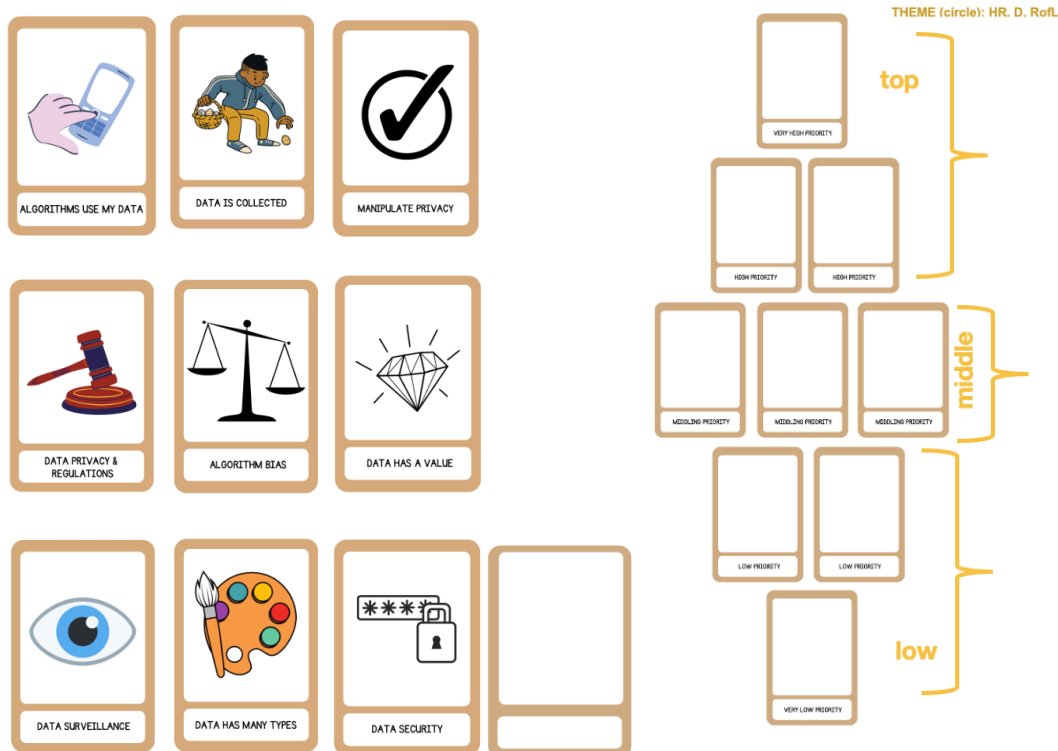 THEME (circle): HR, D, RofL
ALGORITHMS USE MY DATA
DATA IS COLLECTED
MANIPULATE PRIVACY
DATA PRIVACY &
REGULATIONS
ALGORITHM BIAS
DATA HAS A VALUE
DATA SURVEILLANCE
DATA HAS MANY TYPES
****
DATA SECURITY
top
VERY HIGH PRIORITY
HIGH PRIORITY
HIGH PRIORITY
middle
MIDDLING PRIORITY
MIDDLING PRIORITY
MIDDLING PRIORITY
LOW PRIORITY
LOW PRIORITY
low
VERY LOW PRIORITY